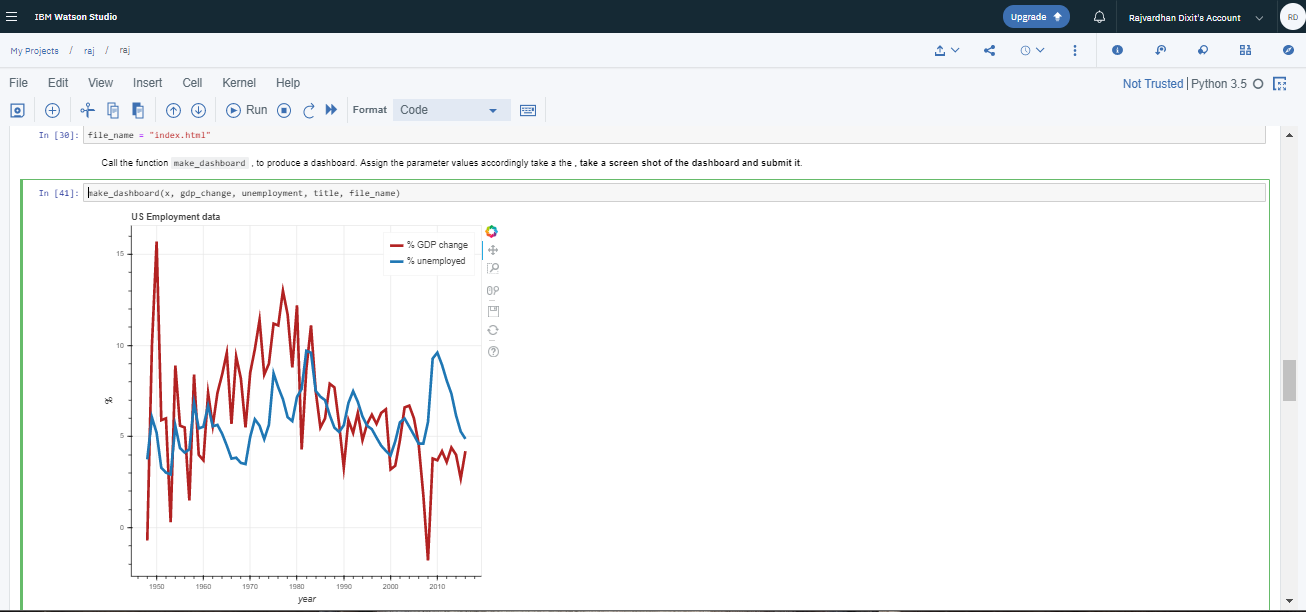 IBM Watson Studio
Upgrade
Rajvardhan Dixit's Account
RD
My Projects / raj / raj
File Edit View Insert Cell Kernel Help
Not Trusted | Python 3.5
Run
Format
Code
In [30]: file_name = "index.html"
Call the function make_dashboard , to produce a dashboard. Assign the parameter values accordingly take a the , take a screen shot of the dashboard and submit it.
In [41]: make_dashboard(x, gdp_change, unemployment, title, file_name)
US Employment data
% GDP change
% unemployed
15
10
5
0
%
1950 1960 1970 1980 1990 2000 2010
year